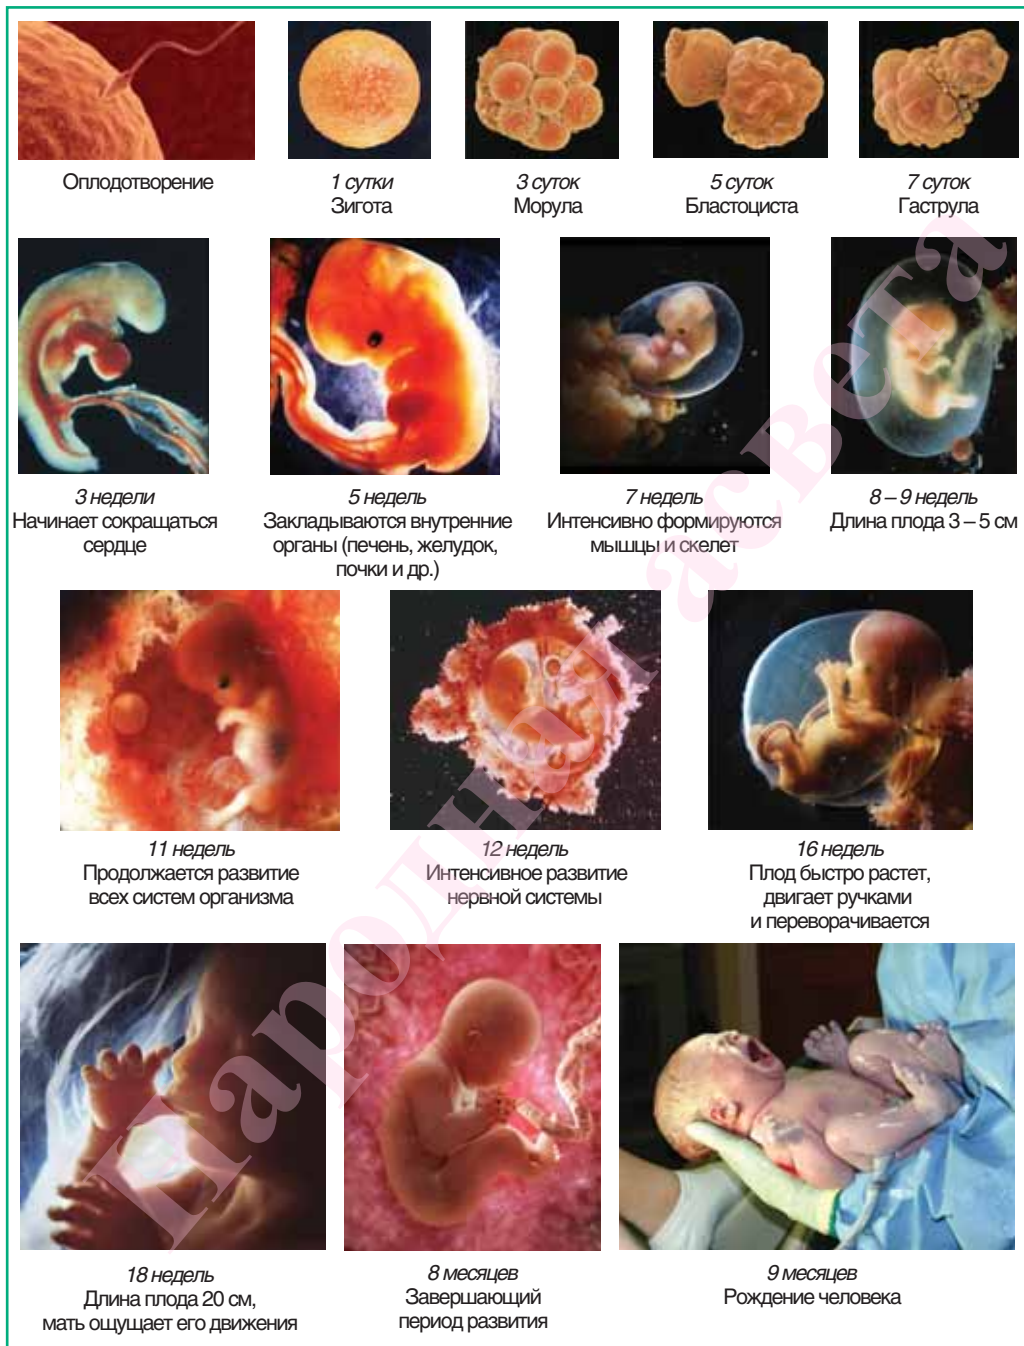 Оплодотворение
1 сутки
Зигота
3 суток
Морула
5 суток
Бластоциста
7 суток
Гаструла
3 недели
Начинает сокращаться
сердце
5 недель
Закладываются внутренние
органы (печень, желудок,
почки и др.)
7 недель
Интенсивно формируются
мышцы и скелет
8 – 9 недель
Длина плода 3 – 5 см
11 недель
Продолжается развитие
всех систем организма
12 недель
Интенсивное развитие
нервной системы
16 недель
Плод быстро растет,
двигает ручками
и переворачивается
18 недель
Длина плода 20 см,
мать ощущает его движения
8 месяцев
Завершающий
период развития
9 месяцев
Рождение человека
Народная асвета